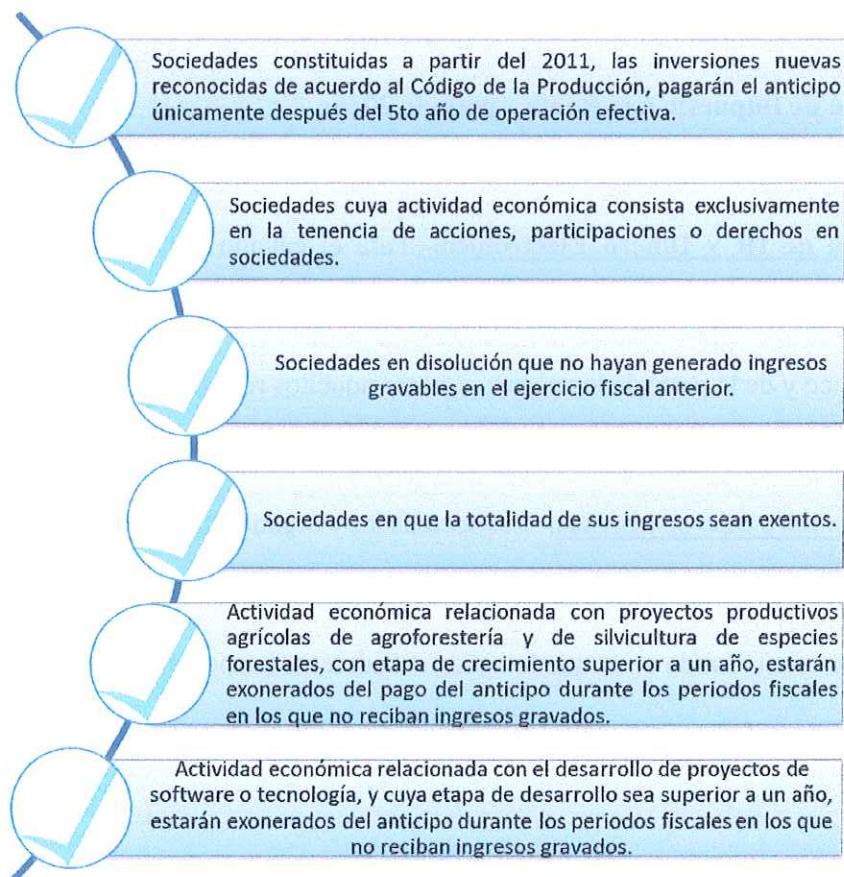 Sociedades constituidas a partir del 2011, las inversiones nuevas
reconocidas de acuerdo al Código de la Producción, pagarán el anticipo
únicamente después del 5to año de operación efectiva.
Sociedades cuya actividad económica consista exclusivamente
en la tenencia de acciones, participaciones o derechos en
sociedades.
Sociedades en disolución que no hayan generado ingresos
gravables en el ejercicio fiscal anterior.
Sociedades en que la totalidad de sus ingresos sean exentos.
Actividad económica relacionada con proyectos productivos
agrícolas de agroforestería y de silvicultura de especies
forestales, con etapa de crecimiento superior a un año, estarán
exonerados del pago del anticipo durante los periodos fiscales
en los que no reciban ingresos gravados.
Actividad económica relacionada con el desarrollo de proyectos de
software o tecnología, y cuya etapa de desarrollo sea superior a un año,
estarán exonerados del anticipo durante los periodos fiscales en los que
no reciban ingresos gravados.